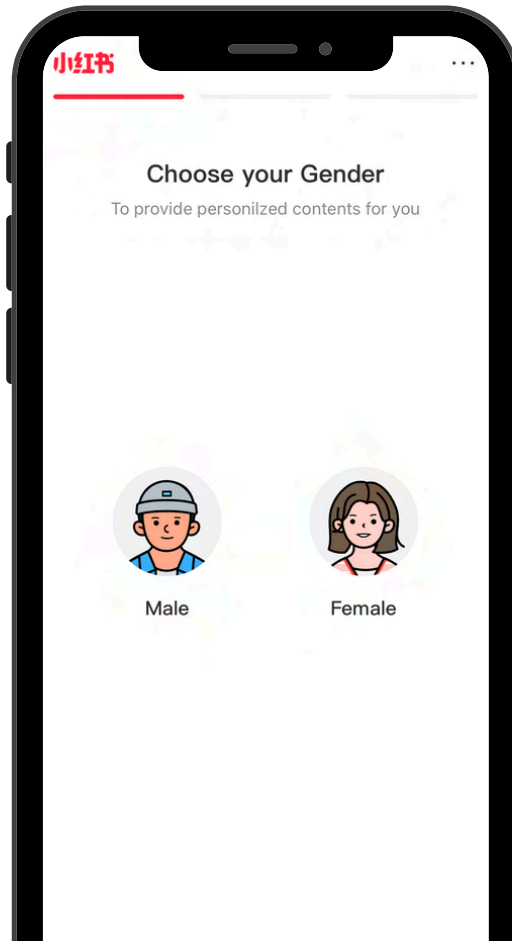 小红书
Choose your Gender
To provide personilzed contents for you
Male
Female